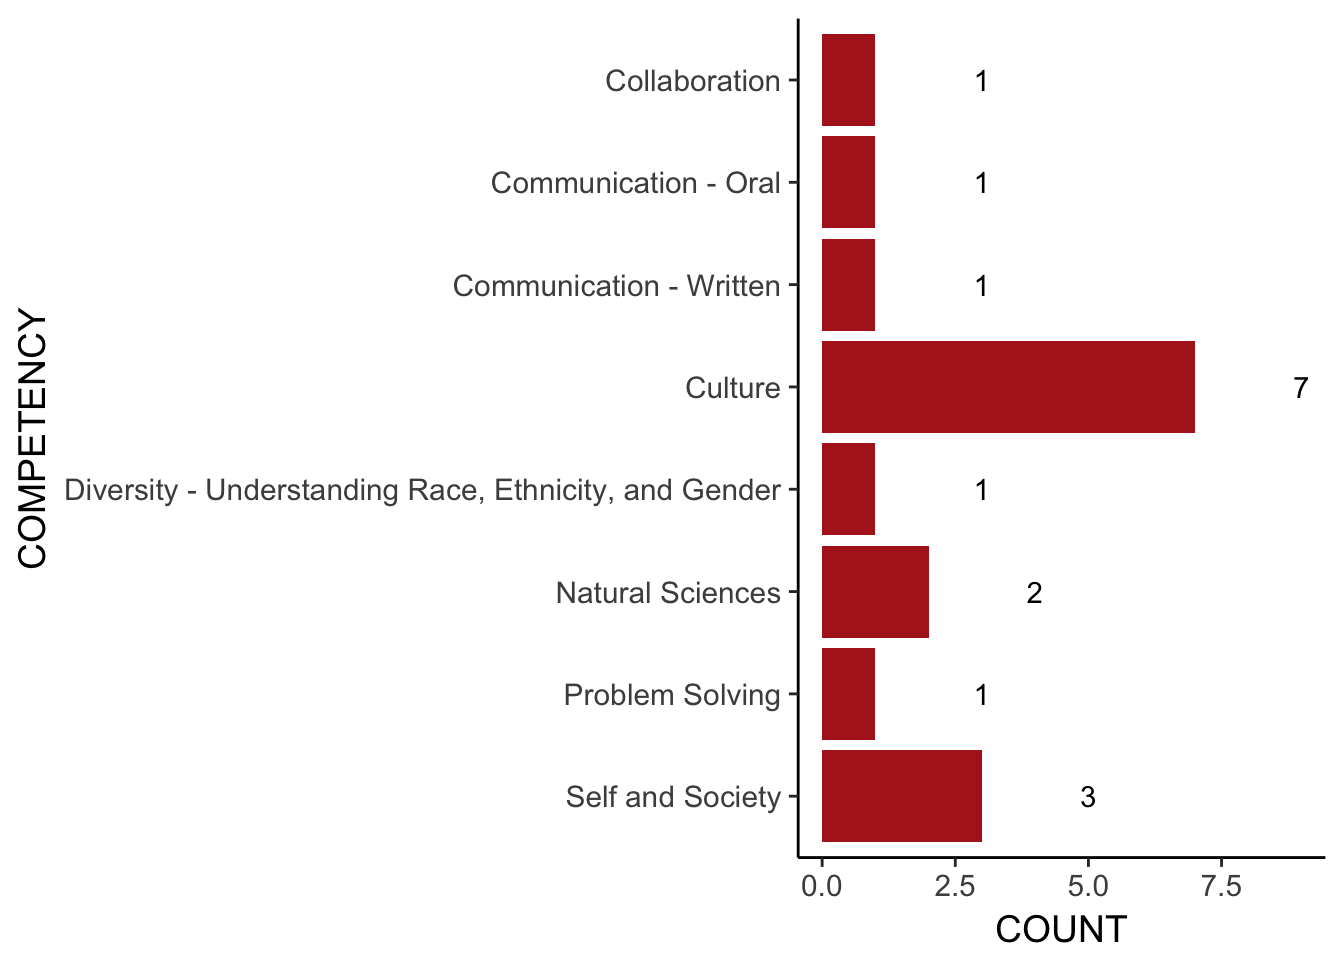 COMPETENCY
Collaboration 1
Communication - Oral 1
Communication - Written 1
Culture 7
Diversity - Understanding Race, Ethnicity, and Gender 1
Natural Sciences 2
Problem Solving 1
Self and Society 3
0.0 2.5 5.0 7.5
COUNT